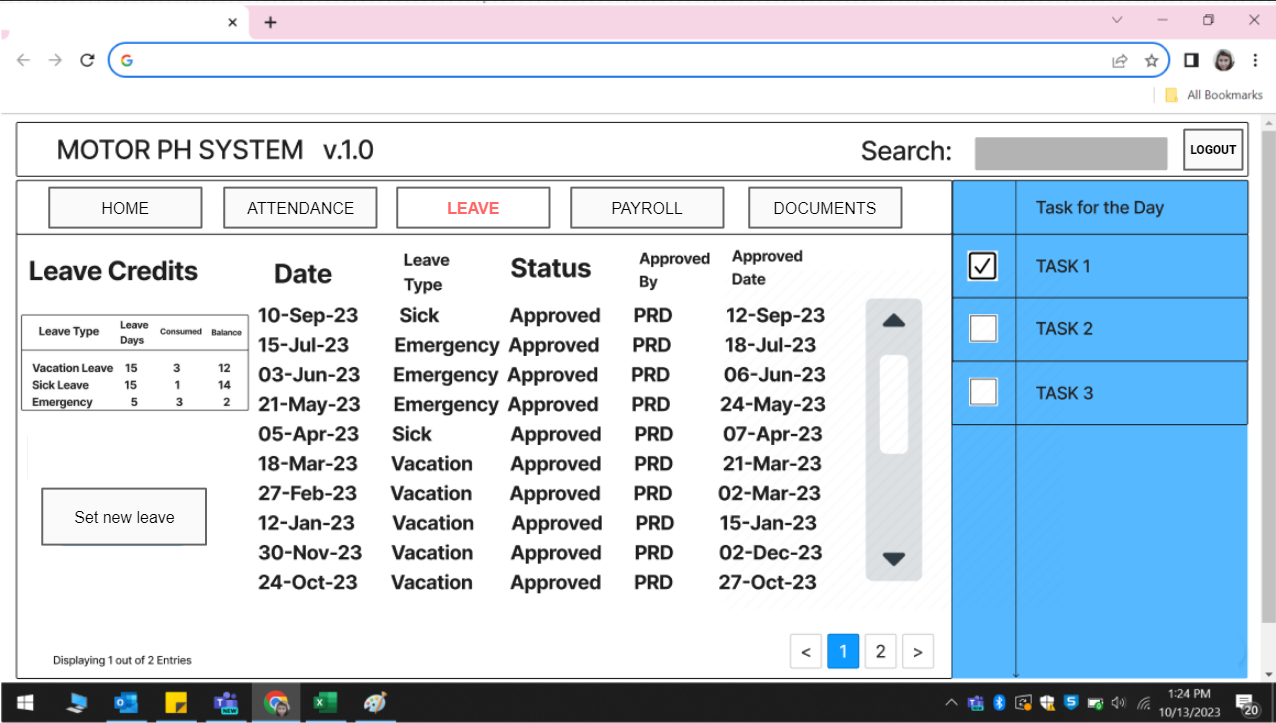 All Bookmarks
MOTOR PH SYSTEM v.1.0
Search:
LOGOUT
HOME
ATTENDANCE
LEAVE
PAYROLL
DOCUMENTS
Task for the Day
TASK 1
TASK 2
TASK 3
Leave Credits
Leave Type Leave Days Consumed Balance
Vacation Leave 15 3 12
Sick Leave 15 1 14
Emergency 5 3 2
Set new leave
Date Leave Type Status Approved By Approved Date
10-Sep-23 Sick Approved PRD 12-Sep-23
15-Jul-23 Emergency Approved PRD 18-Jul-23
03-Jun-23 Emergency Approved PRD 06-Jun-23
21-May-23 Emergency Approved PRD 24-May-23
05-Apr-23 Sick Approved PRD 07-Apr-23
18-Mar-23 Vacation Approved PRD 21-Mar-23
27-Feb-23 Vacation Approved PRD 02-Mar-23
12-Jan-23 Vacation Approved PRD 15-Jan-23
30-Nov-23 Vacation Approved PRD 02-Dec-23
24-Oct-23 Vacation Approved PRD 27-Oct-23
Displaying 1 out of 2 Entries
< 1 2 >
NEW
1:24 PM
10/13/2023
20